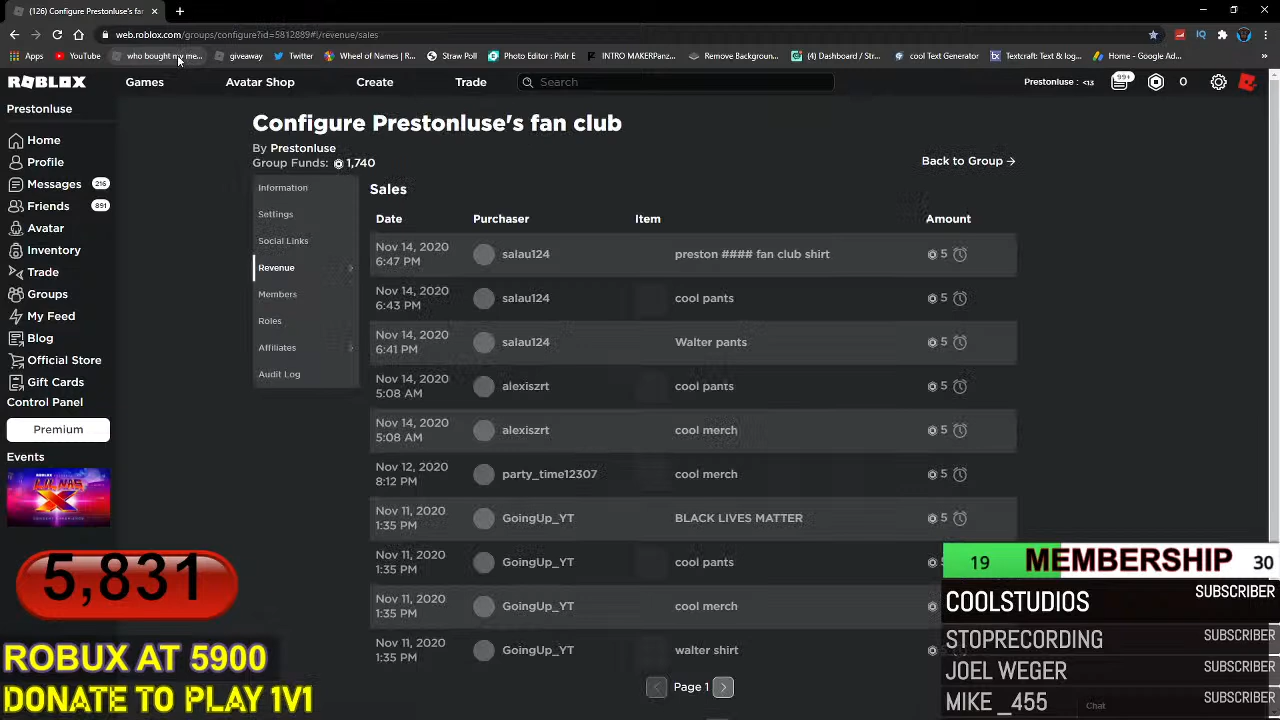 (126) Configure Prestonluse's far
web.roblox.com/groups/configure?id=5812889#!/revenue/sales
Apps YouTube who bought my me... giveaway Twitter Wheel of Names | R... Straw Poll Photo Editor : Pixlr E INTRO MAKERPanz... Remove Background... (4) Dashboard / Str... cool Text Generator Textcraft Text & log... Home - Google Ads...
ROBLOX Games Avatar Shop Create Trade Search Prestonluse : <13 99+ 0
Prestonluse
Home
Profile
Messages 216
Friends 891
Avatar
Inventory
Trade
Groups
My Feed
Blog
Official Store
Gift Cards
Control Panel
Premium
Events
Configure Prestonluse's fan club
By Prestonluse
Group Funds: 1,740
Back to Group
Information
Settings
Social Links
Revenue
Members
Roles
Affiliates
Audit Log
Sales
Date Purchaser Item Amount
Nov 14, 2020 6:47 PM salau124 preston #### fan club shirt 5
Nov 14, 2020 6:43 PM salau124 cool pants 5
Nov 14, 2020 6:41 PM salau124 Walter pants 5
Nov 14, 2020 5:08 AM alexiszrt cool pants 5
Nov 14, 2020 5:08 AM alexiszrt cool merch 5
Nov 12, 2020 8:12 PM party_time12307 cool merch 5
Nov 11, 2020 1:35 PM GoingUp_YT BLACK LIVES MATTER 5
Nov 11, 2020 1:35 PM GoingUp_YT cool pants
Nov 11, 2020 1:35 PM GoingUp_YT cool merch
Nov 11, 2020 1:35 PM GoingUp_YT walter shirt
Page 1
5,831
ROBUX AT 5900
DONATE TO PLAY 1V1
19 MEMBERSHIP 30
COOLSTUDIOS SUBSCRIBER
STOPRECORDING SUBSCRIBER
JOEL WEGER SUBSCRIBER
MIKE _455 SUBSCRIBER
Chat